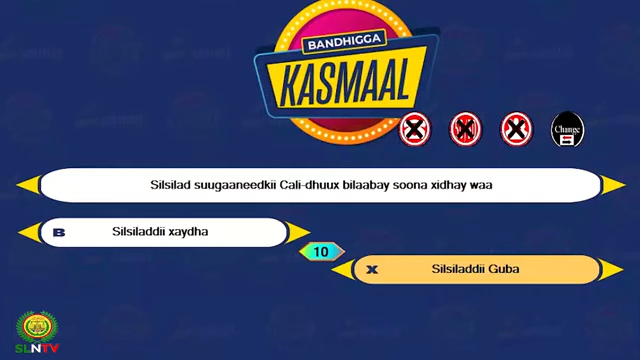 BANDHIGGA
KASMAAL
Change
Silsilad suugaaneedkii Cali-dhuux bilaabay soona xidhay waa
B Silsiladdii xaydha
10
X Silsiladdii Guba
SLNTV